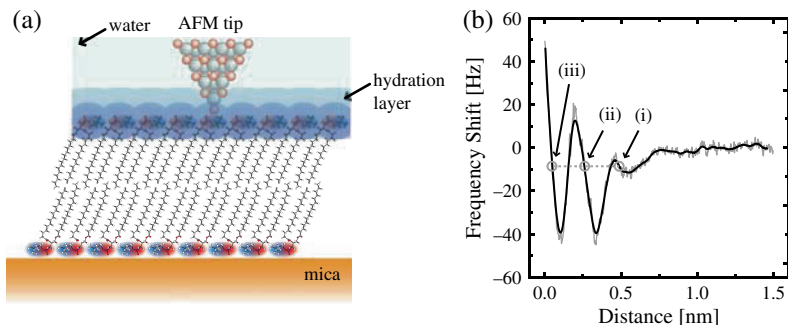 (a)
water
AFM tip
hydration
layer
mica
(b)
60
40
20
0
−20
−40
−60
Frequency Shift [Hz]
(iii)
(ii)
(i)
0.0 0.5 1.0 1.5
Distance [nm]